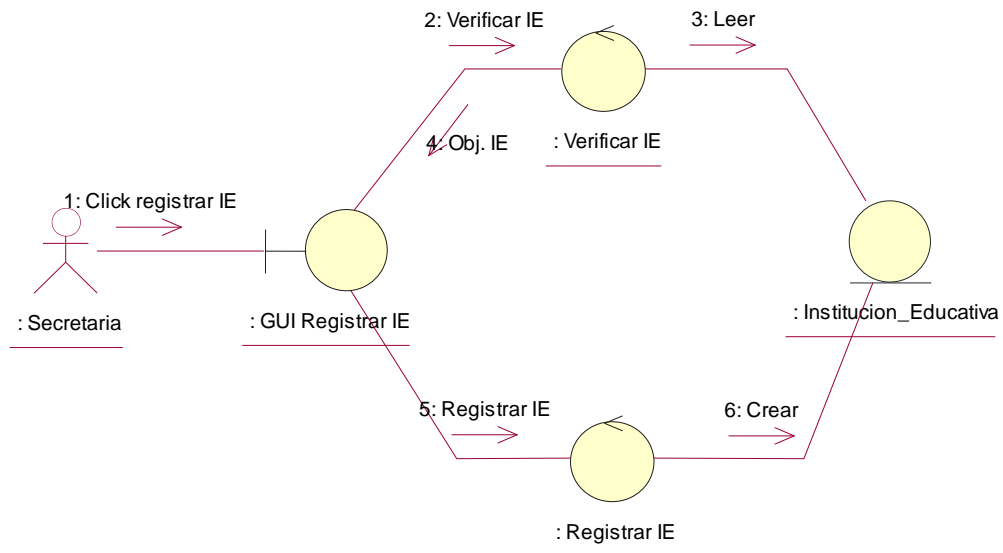 2: Verificar IE
3: Leer
4: Obj. IE
: Verificar IE
1: Click registrar IE
: Secretaria
: GUI Registrar IE
: Institucion_Educativa
5: Registrar IE
6: Crear
: Registrar IE